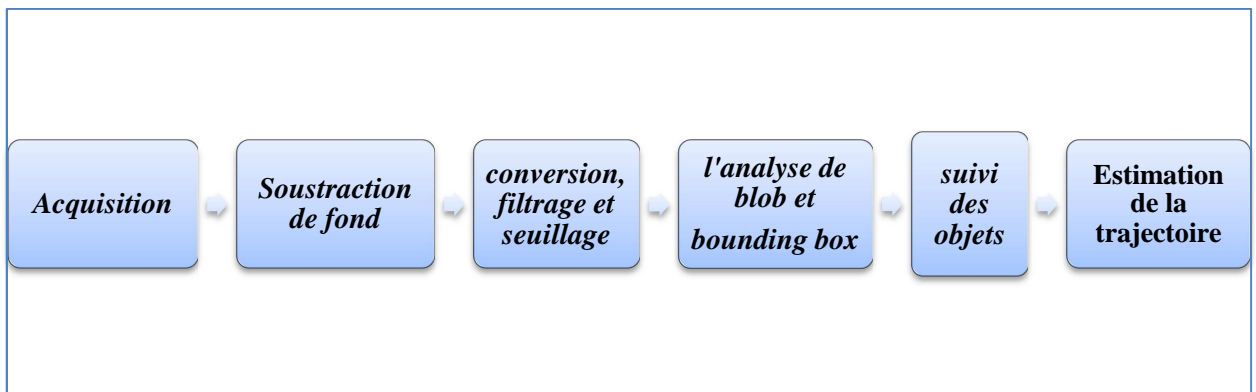 Acquisition
Soustraction
de fond
conversion,
filtrage et
seuillage
l'analyse de
blob et
bounding box
suivi
des
objets
Estimation
de la
trajectoire